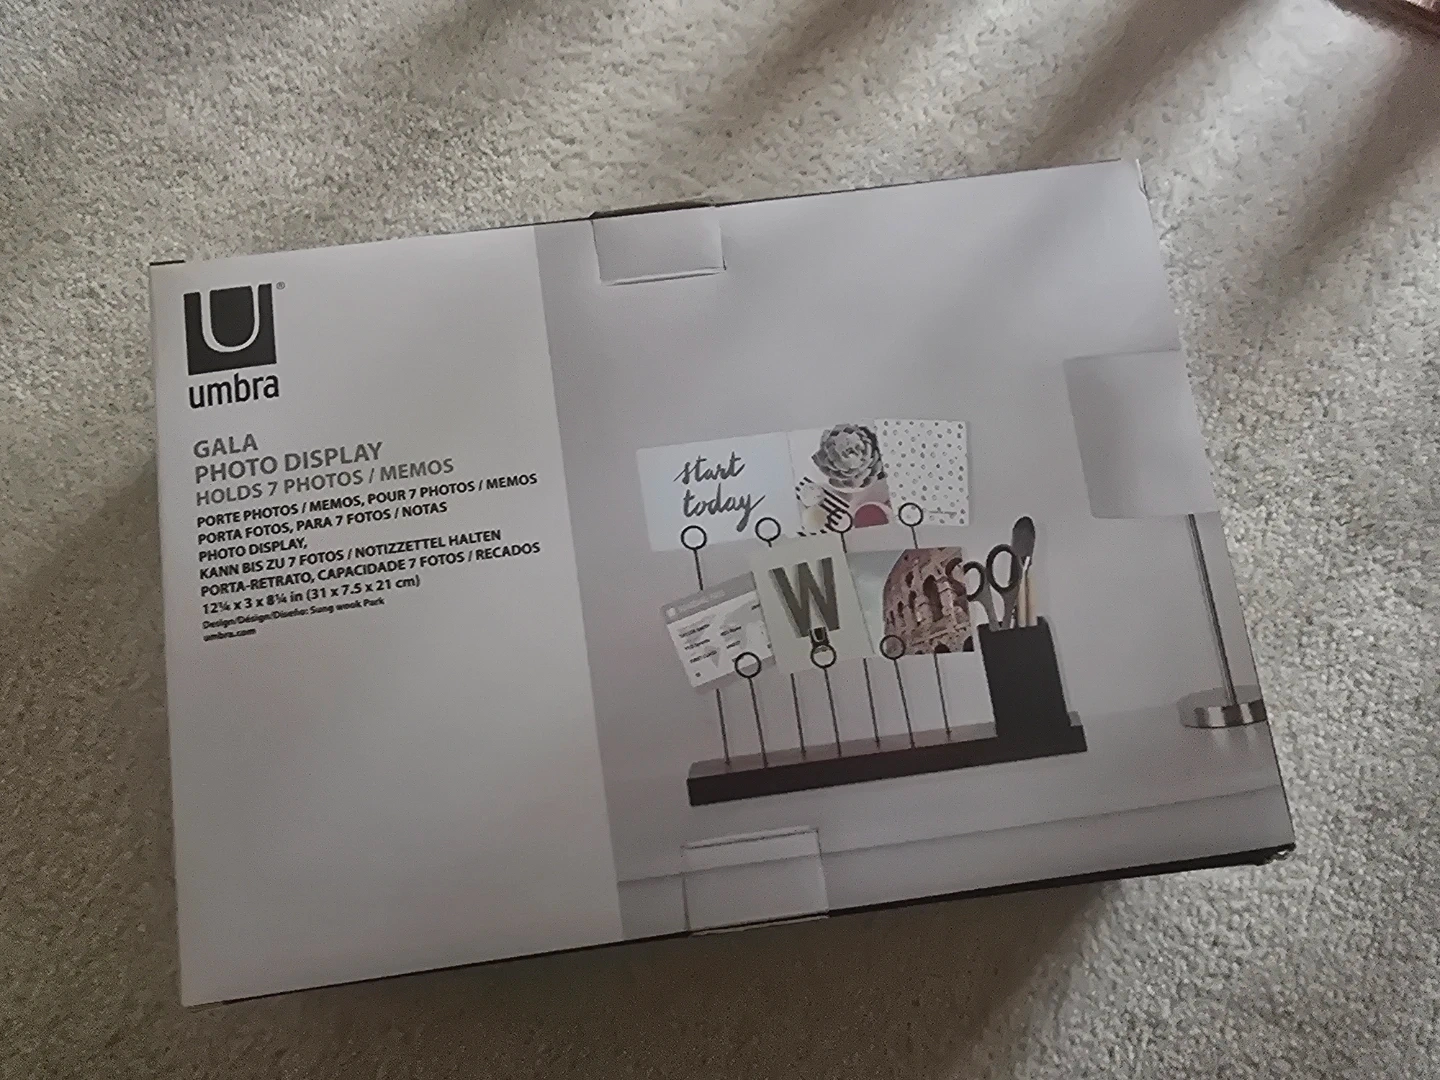 U®
umbra
GALA
PHOTO DISPLAY
HOLDS 7 PHOTOS / MEMOS
PORTE PHOTOS / MEMOS, POUR 7 PHOTOS / MEMOS
PORTA FOTOS, PARA 7 FOTOS / NOTAS
PHOTO DISPLAY,
KANN BIS ZU 7 FOTOS / NOTIZZETTEL HALTEN
PORTA-RETRATO, CAPACIDADE 7 FOTOS / RECADOS
12¼ x 3 x 8¼ in (31 x 7.5 x 21 cm)
Design/Désign/Diseño: Sung wook Park
umbra.com
start
today
W